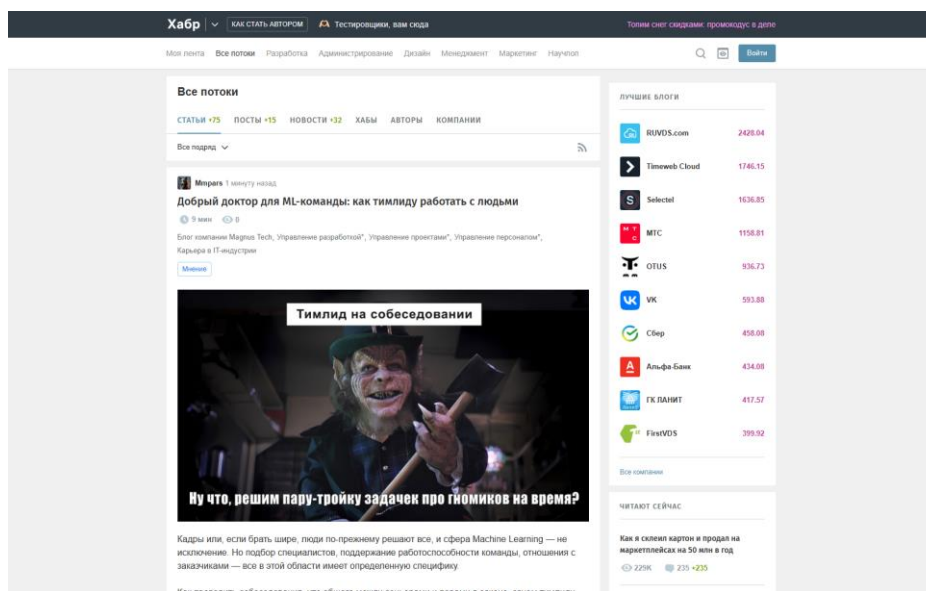 Хабр КАК СТАТЬ АВТОРОМ Тестировщики, вам сюда Топим снег скидками: промокодус в деле
Моя лента Все потоки Разработка Администрирование Дизайн Менеджмент Маркетинг Научпоп Войти
Все потоки
СТАТЬИ +75 ПОСТЫ +15 НОВОСТИ +32 ХАБЫ АВТОРЫ КОМПАНИИ
Все подряд
Mmpars 1 минуту назад
Добрый доктор для ML-команды: как тимлиду работать с людьми
9 мин 0
Блог компании Magnus Tech, Управление разработкой*, Управление проектами*, Управление персоналом*,
Карьера в IT-индустрии
Мнение
Тимлид на собеседовании
Ну что, решим пару-тройку задачек про гномиков на время?
Кадры или, если брать шире, люди по-прежнему решают все, и сфера Machine Learning — не
исключение. Но подбор специалистов, поддержание работоспособности команды, отношения с
заказчиками — все в этой области имеет определенную специфику.
ЛУЧШИЕ БЛОГИ
RUVDS.com 2428.04
Timeweb Cloud 1746.15
S Selectel 1636.85
МТС МТС 1158.81
OTUS 936.73
VK VK 593.88
Сбер 458.08
А Альфа-Банк 434.08
ГК ЛАНИТ 417.57
FirstVDS 399.92
Все компании
ЧИТАЮТ СЕЙЧАС
Как я склеил картон и продал на
маркетплейсах на 50 млн в
год
229K 235 +235